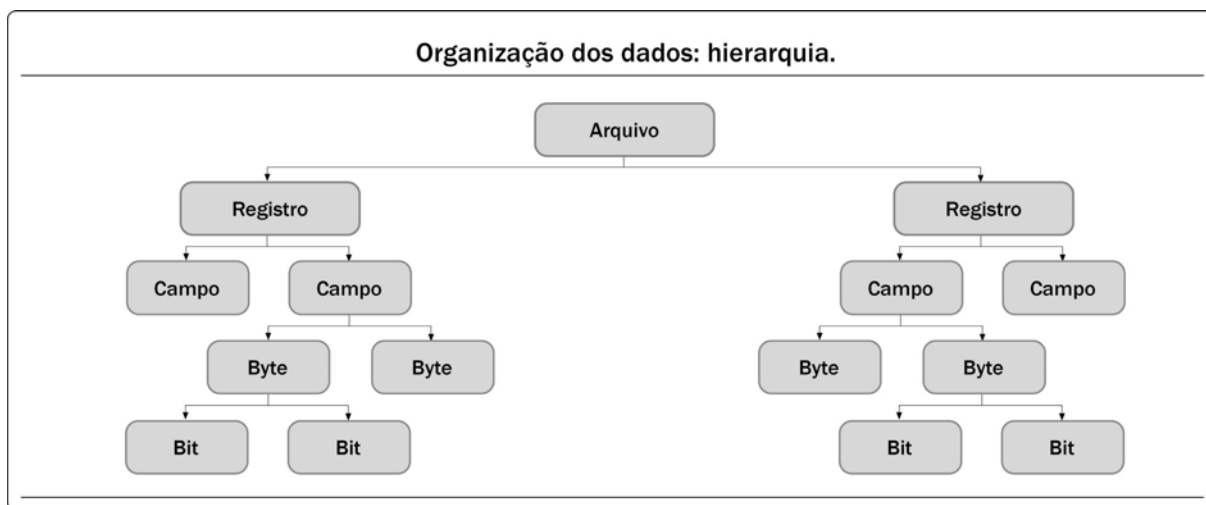 Organização dos dados: hierarquia.
Arquivo
Registro Registro
Campo Campo Campo Campo
Byte Byte Byte Byte
Bit Bit Bit Bit